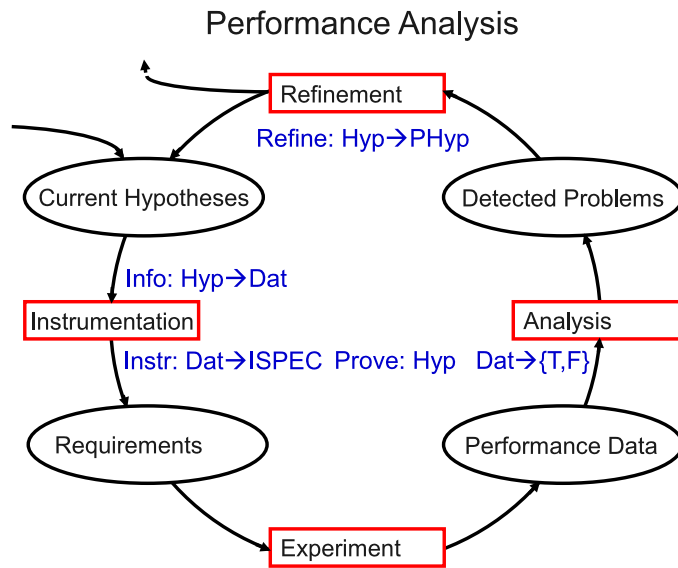 Performance Analysis
Refinement
Refine: Hyp→PHyp
Current Hypotheses
Detected Problems
Info: Hyp→Dat
Instrumentation
Analysis
Instr: Dat→ISPEC Prove: Hyp Dat→{T,F}
Requirements
Performance Data
Experiment